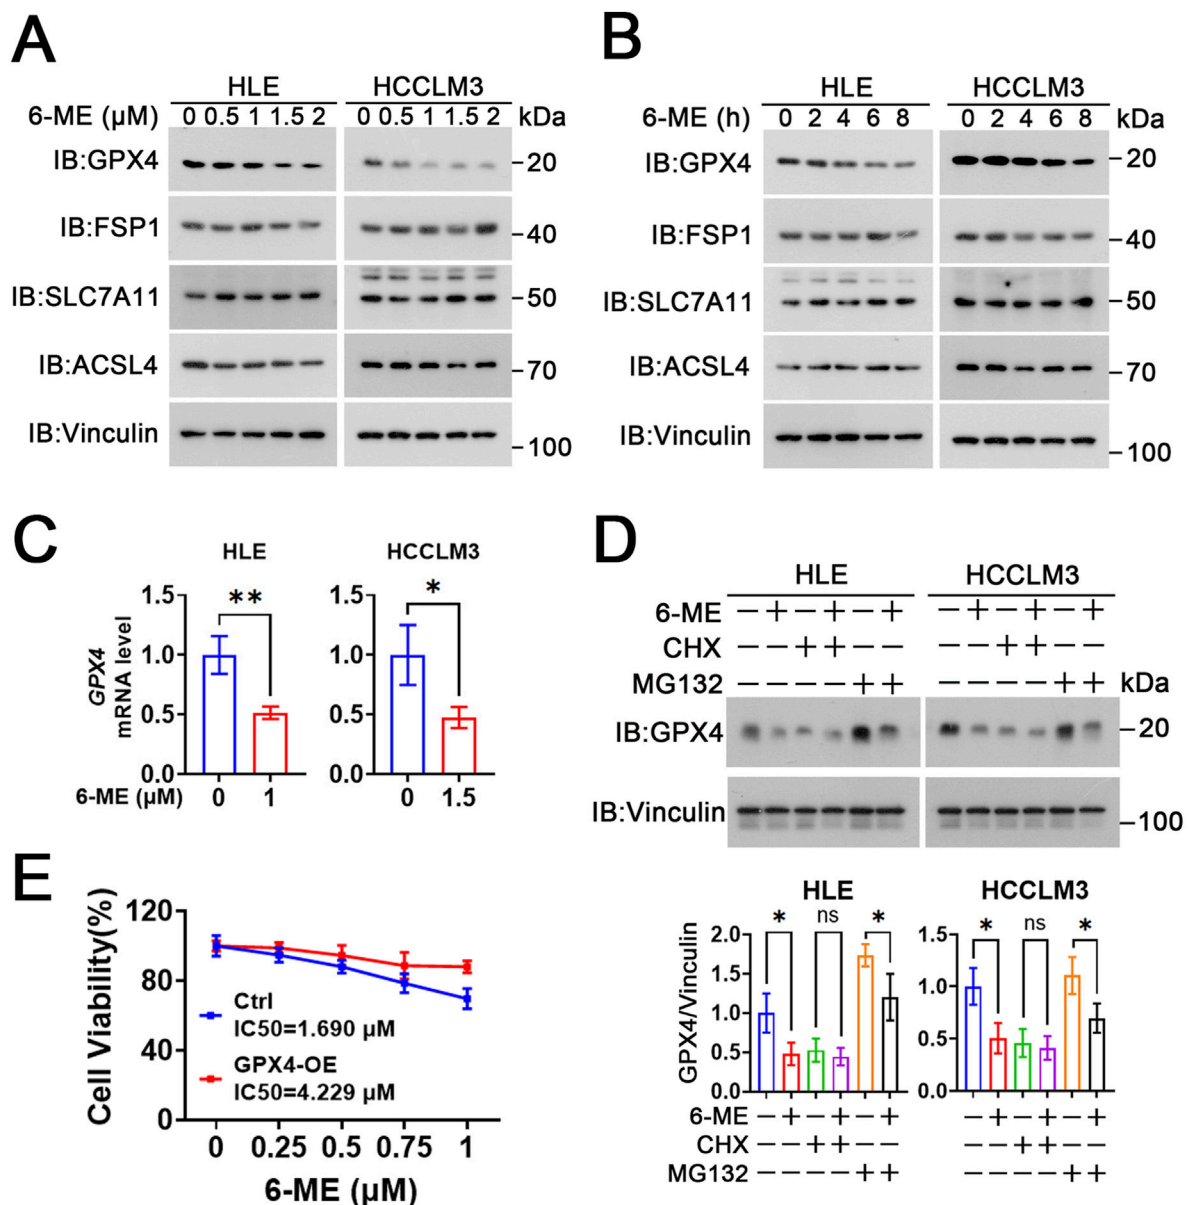 A
HLE
HCCLM3
6-ME (μM) 0 0.5 1 1.5 2 0 0.5 1 1.5 2 kDa
IB:GPX4
20
IB:FSP1
40
IB:SLC7A11
50
IB:ACSL4
70
IB:Vinculin
100
B
HLE
HCCLM3
6-ME (h) 0 2 4 6 8 0 2 4 6 8 kDa
IB:GPX4
20
IB:FSP1
40
IB:SLC7A11
50
IB:ACSL4
70
IB:Vinculin
100
C
HLE
HCCLM3
GPX4
mRNA level
1.5
1.0
0.5
0.0
**
1.5
1.0
0.5
0.0
*
6-ME (μM) 0 1 0 1.5
D
HLE
HCCLM3
6-ME − + − + − + − + − + − +
CHX − − + + − − − − + + − −
MG132 − − − − + + − − − − + + kDa
IB:GPX4
20
IB:Vinculin
100
HLE
HCCLM3
GPX4/Vinculin
2.0
1.5
1.0
0.5
0.0
* ns *
1.5
1.0
0.5
0.0
* ns *
6-ME − + − + − + − + − + − +
CHX − − + + − − − − + + − −
MG132 − − − − + + − − − − + +
E
Cell Viability(%)
120
80
40
0
Ctrl
IC50=1.690 μM
GPX4-OE
IC50=4.229 μM
0 0.25 0.5 0.75 1
6-ME (μM)